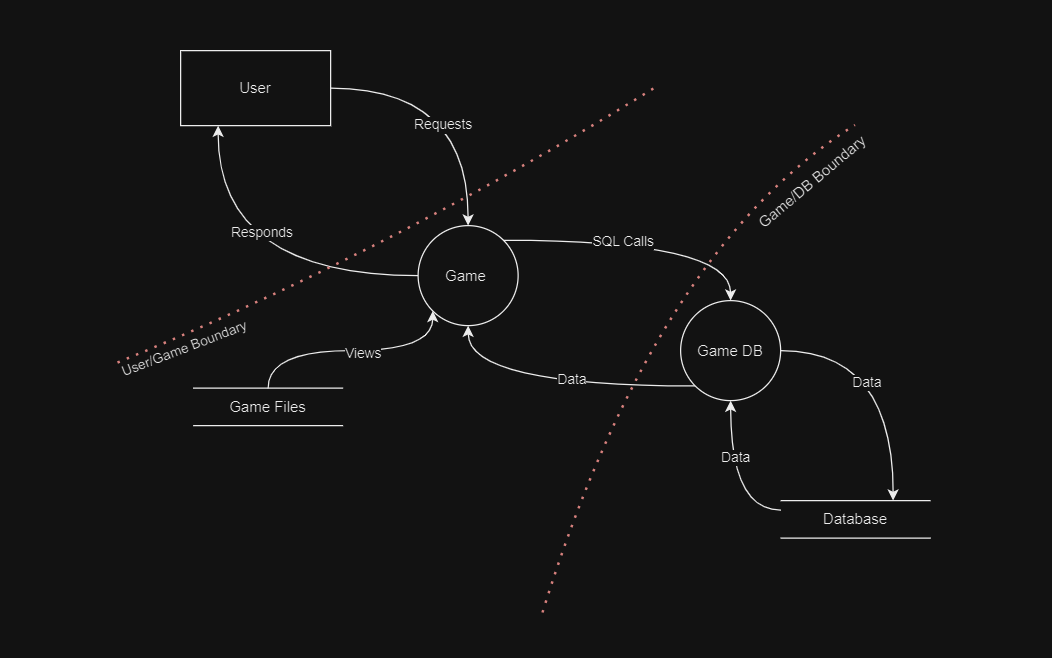 User
Requests
Game/DB Boundary
Responds
SQL Calls
Game
User/Game Boundary
Views
Game DB
Data
Data
Game Files
Data
Database